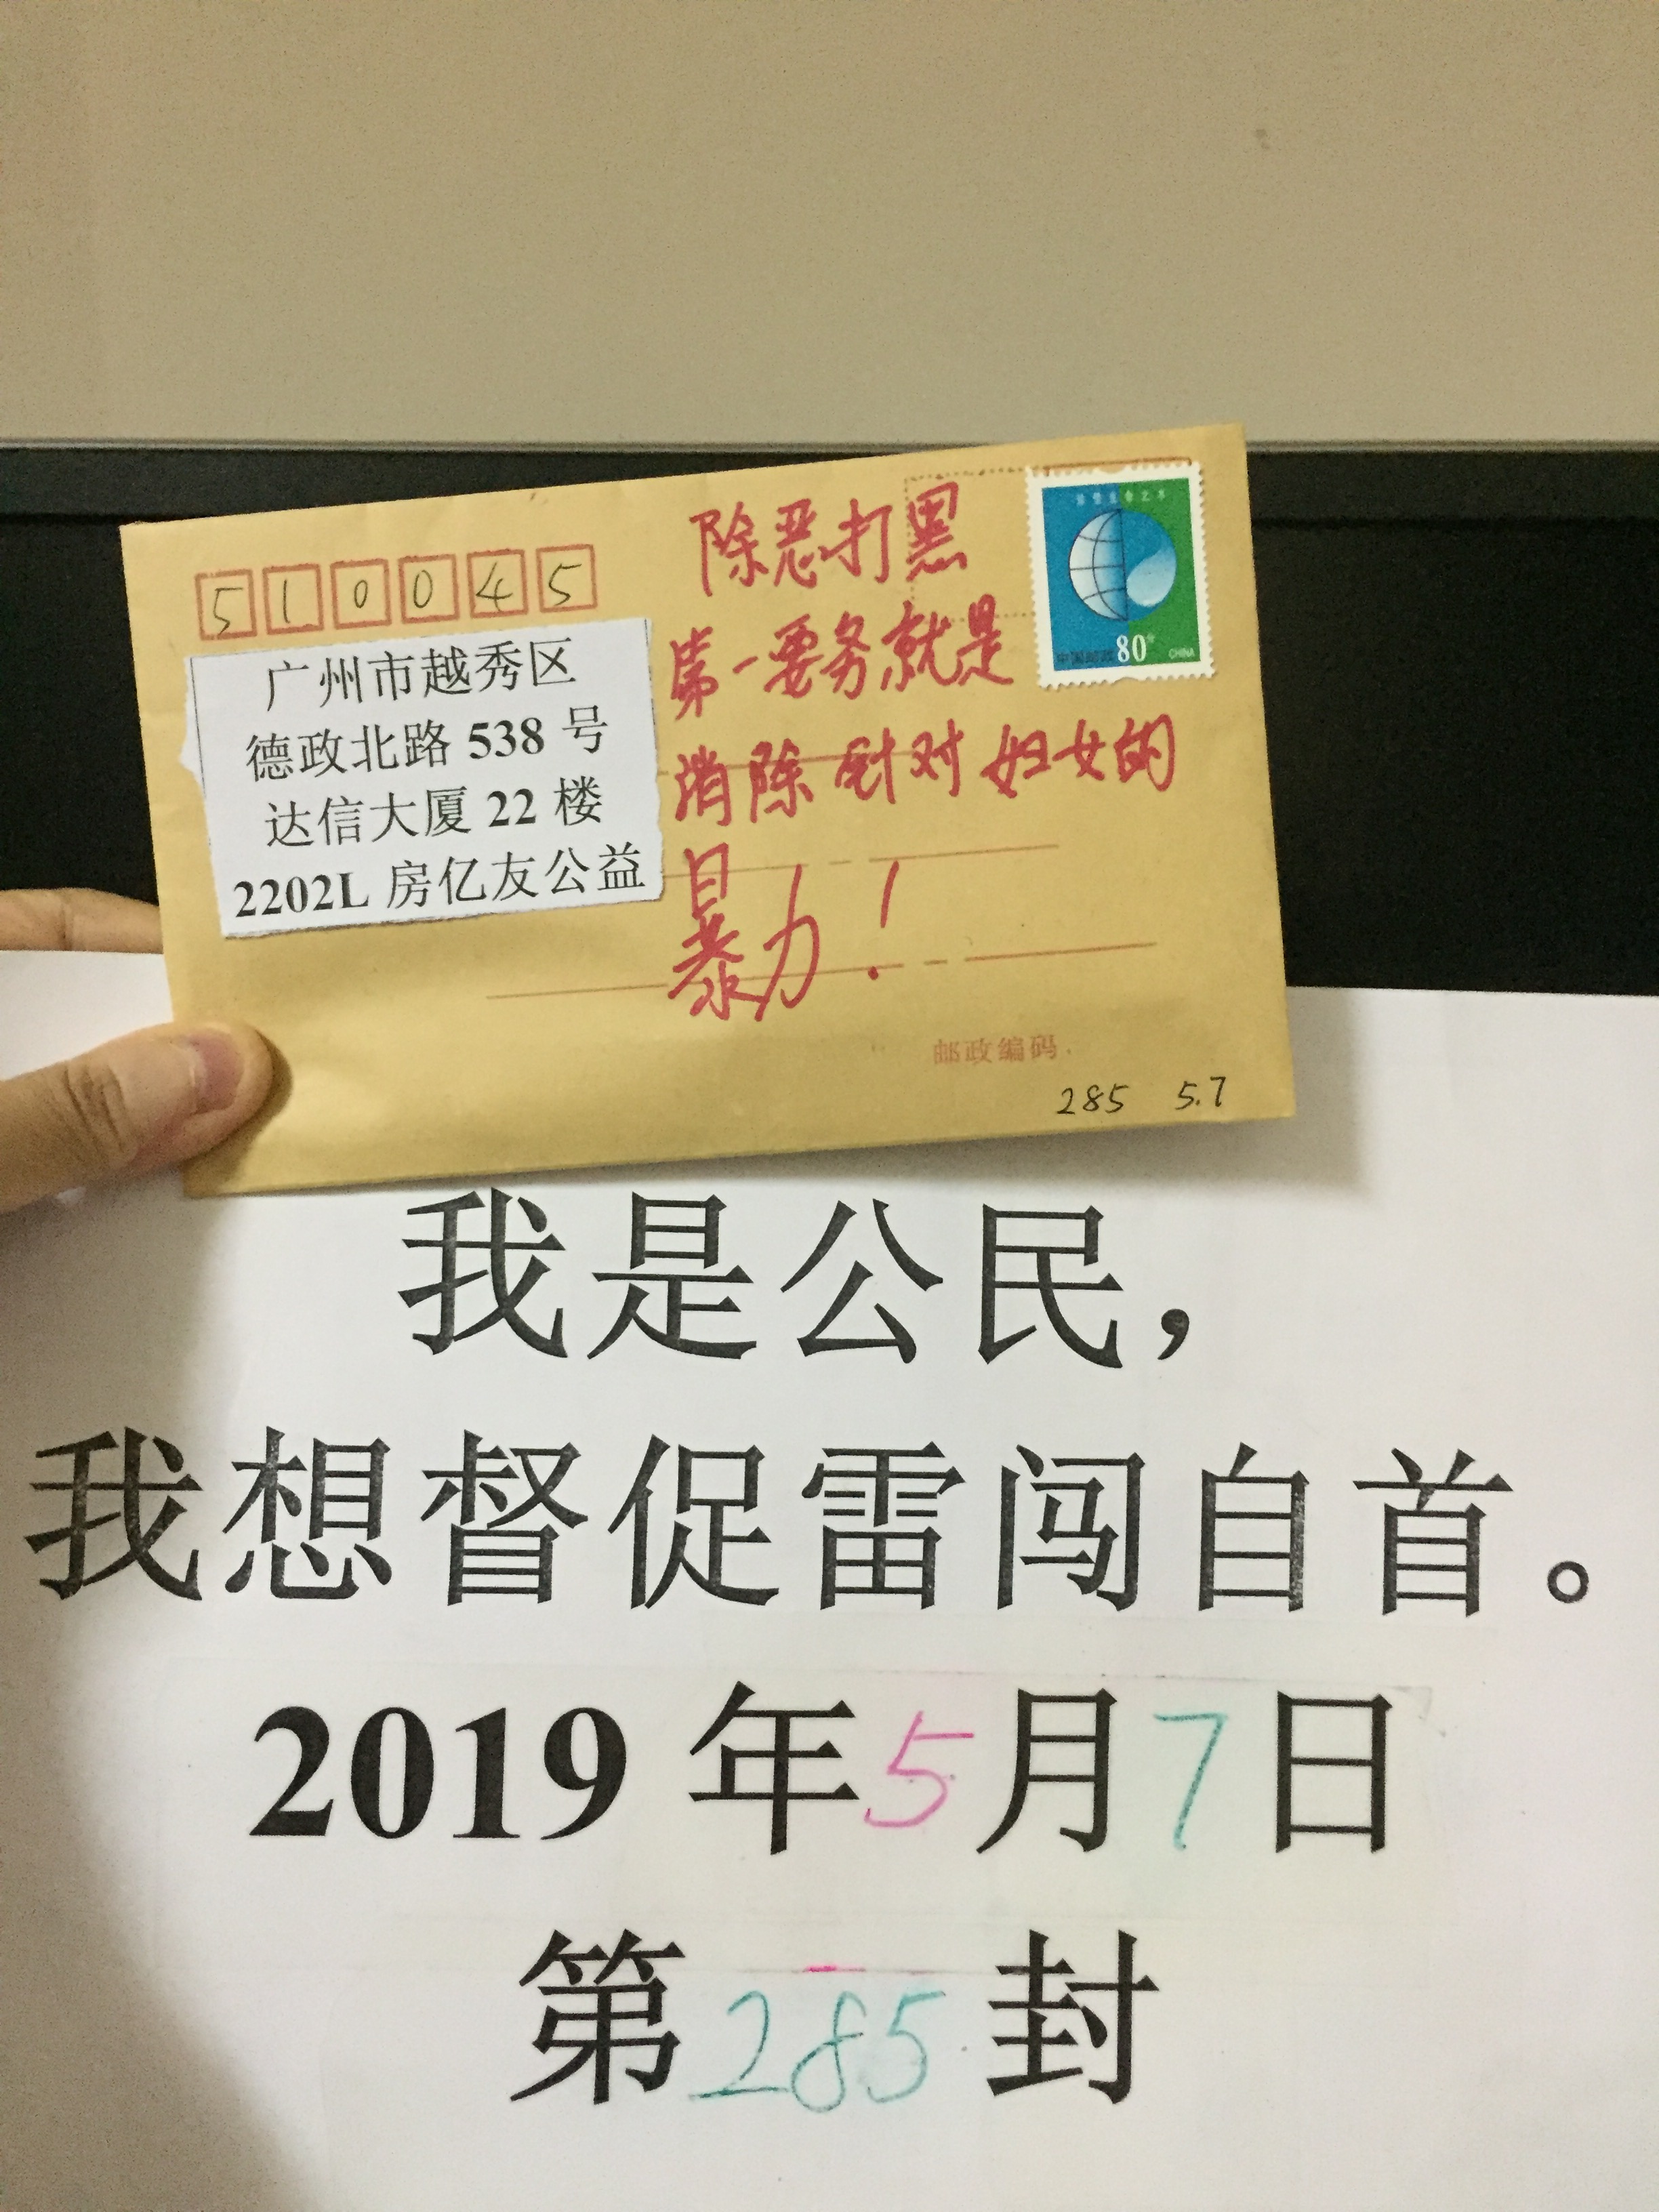 510045
广州市越秀区
德政北路 538 号
达信大厦 22 楼
2202L 房亿友公益
除恶打黑
第一要务就是
消除针对妇女的
暴力！
中国邮政 80分 CHINA
邮政编码
285 5.7
我是公民，
我想督促雷闯自首。
2019 年 5 月 7 日
第 285 封